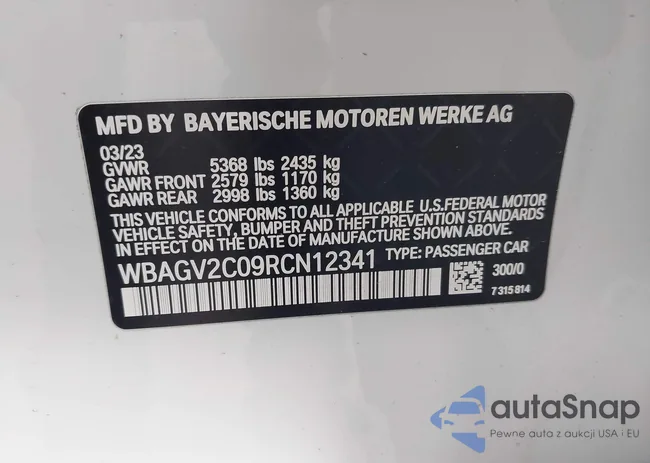 MFD BY BAYERISCHE MOTOREN WERKE AG
03/23
GVWR 5368 lbs 2435 kg
GAWR FRONT 2579 lbs 1170 kg
GAWR REAR 2998 lbs 1360 kg
THIS VEHICLE CONFORMS TO ALL APPLICABLE U.S.FEDERAL MOTOR
VEHICLE SAFETY, BUMPER AND THEFT PREVENTION STANDARDS
IN EFFECT ON THE DATE OF MANUFACTURE SHOWN ABOVE.
WBAGV2C09RCN12341 TYPE: PASSENGER CAR
300/0
7315814
autaSnap
Pewne auta z aukcji USA i EU